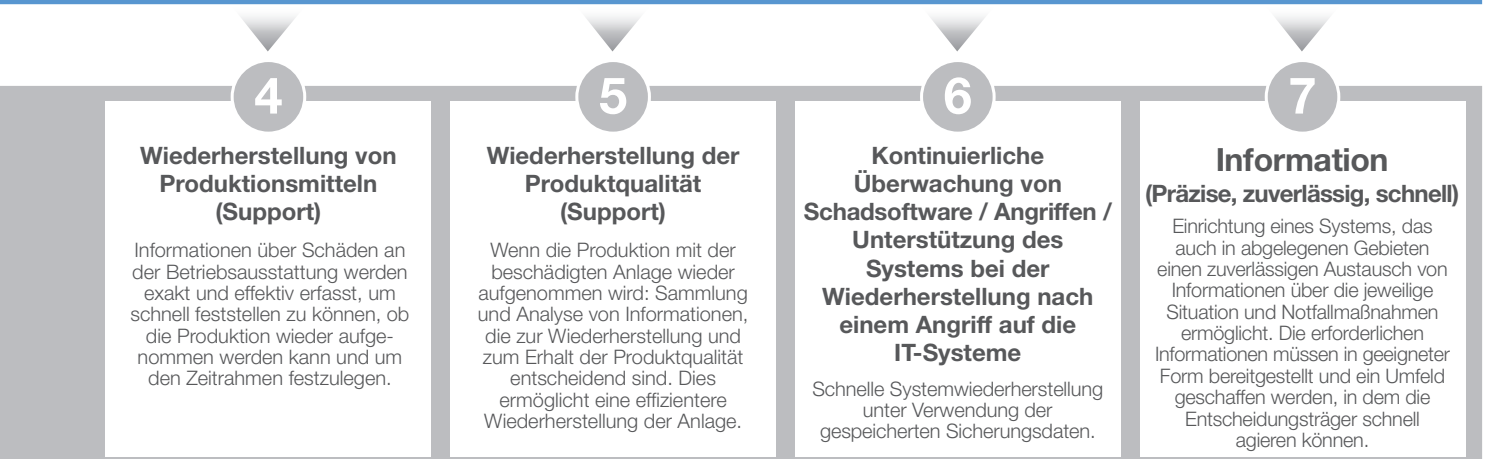 4
Wiederherstellung von
Produktionsmitteln
(Support)
Informationen über Schäden an
der Betriebsausstattung werden
exakt und effektiv erfasst, um
schnell feststellen zu können, ob
die Produktion wieder aufge-
nommen werden kann und um
den Zeitrahmen festzulegen.
5
Wiederherstellung der
Produktqualität
(Support)
Wenn die Produktion mit der
beschädigten Anlage wieder
aufgenommen wird: Sammlung
und Analyse von Informationen,
die zur Wiederherstellung und
zum Erhalt der Produktqualität
entscheidend sind. Dies
ermöglicht eine effizientere
Wiederherstellung der Anlage.
6
Kontinuierliche
Überwachung von
Schadsoftware / Angriffen /
Unterstützung des
Systems bei der
Wiederherstellung nach
einem Angriff auf die
IT-Systeme
Schnelle Systemwiederherstellung
unter Verwendung der
gespeicherten Sicherungsdaten.
7
Information
(Präzise, zuverlässig, schnell)
Einrichtung eines Systems, das
auch in abgelegenen Gebieten
einen zuverlässigen Austausch von
Informationen über die jeweilige
Situation und Notfallmaßnahmen
ermöglicht. Die erforderlichen
Informationen müssen in geeigneter
Form bereitgestellt und ein Umfeld
geschaffen werden, in dem die
Entscheidungsträger schnell
agieren können.